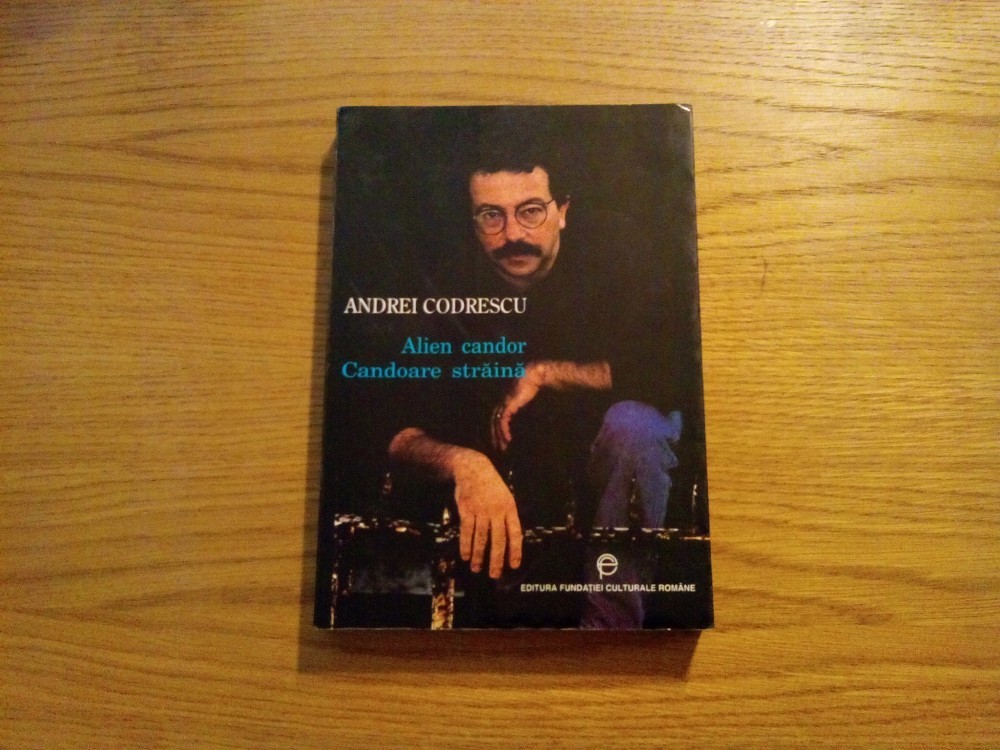 ANDREI CODRESCU
Alien candor
Candoare străină
EDITURA FUNDAȚIEI CULTURALE ROMÂNE